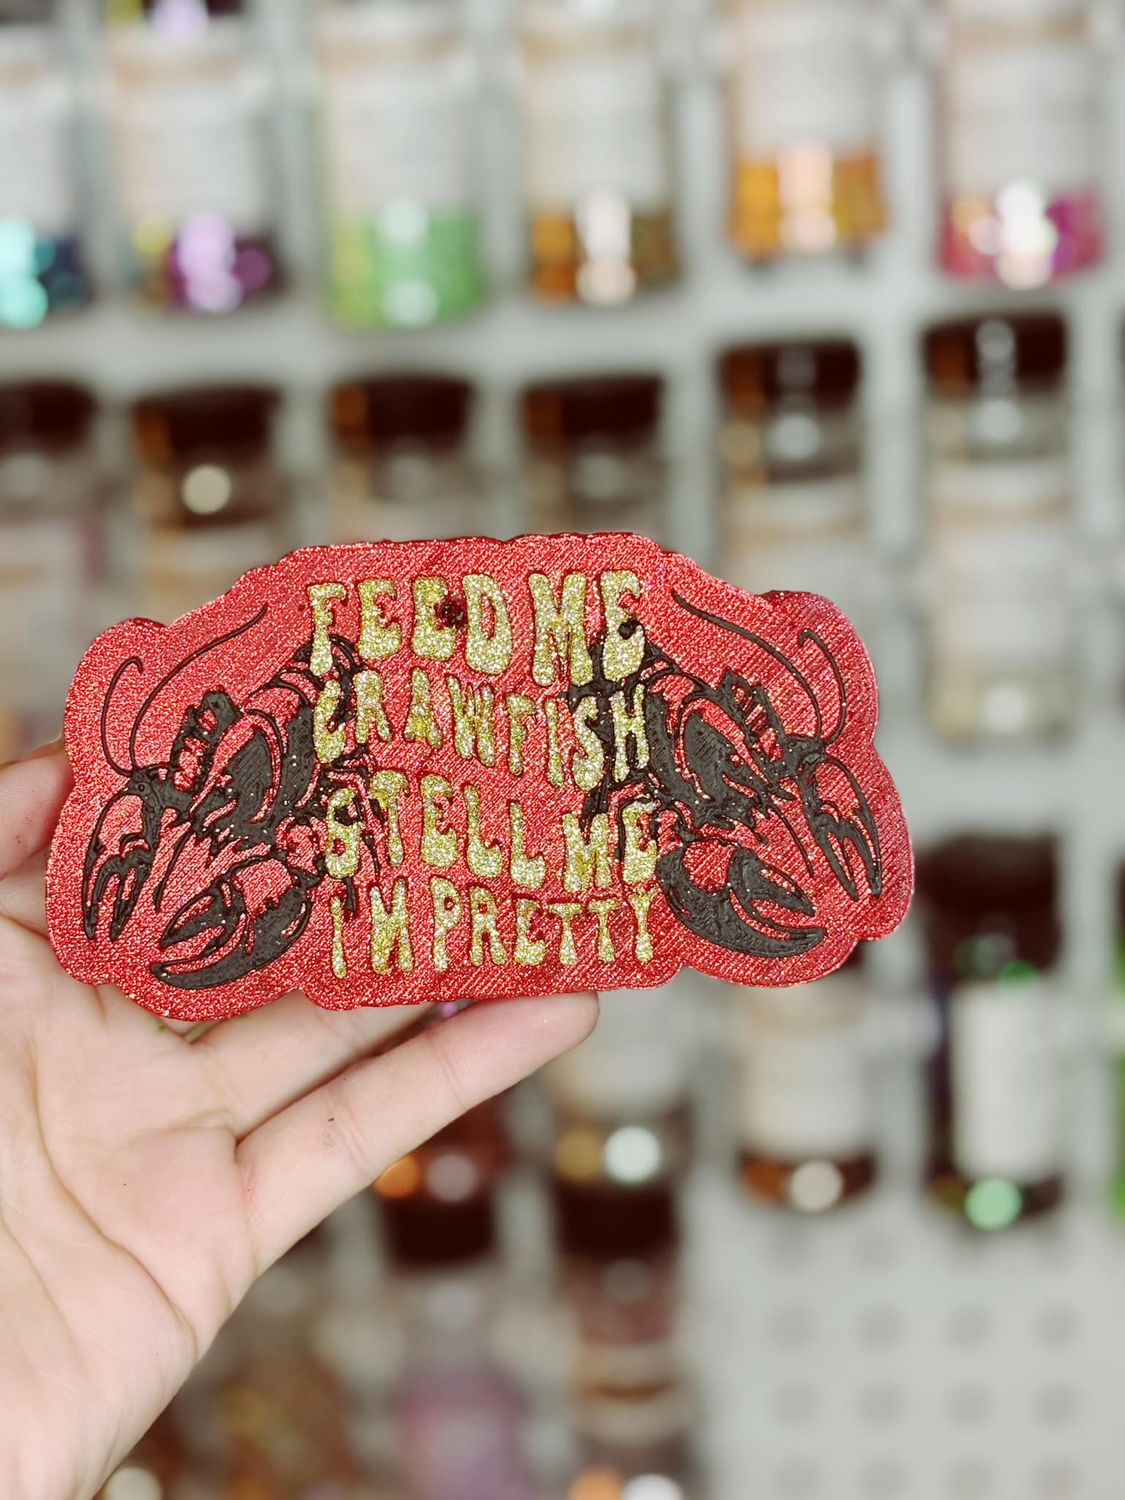 FEED ME
CRAWFISH
& TELL ME
I'M PRETTY